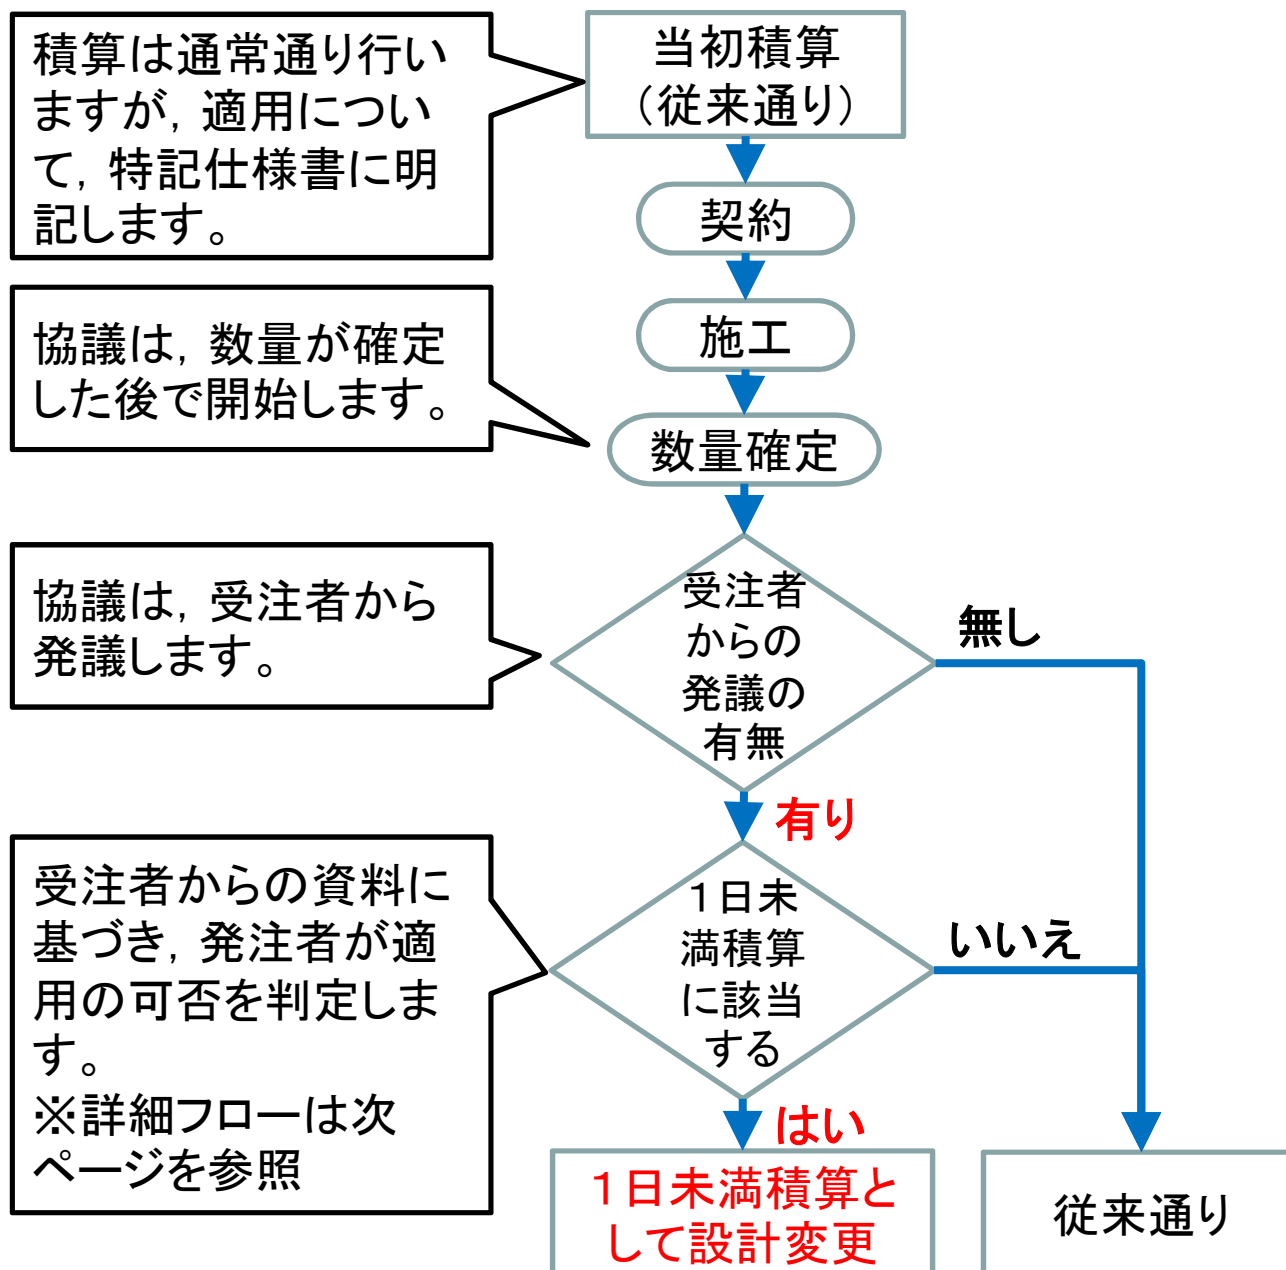 積算は通常通り行い
ますが，適用につい
て，特記仕様書に明
記します。
当初積算
（従来通り）
契約
施工
協議は，数量が確定
した後で開始します。
数量確定
協議は，受注者から
発議します。
受注者
からの
発議の
有無
無し
有り
受注者からの資料に
基づき，発注者が適
用の可否を判定しま
す。
※詳細フローは次
ページを参照
１日未
満積算
に該当
する
いいえ
はい
１日未満積算と
して設計変更
従来通り